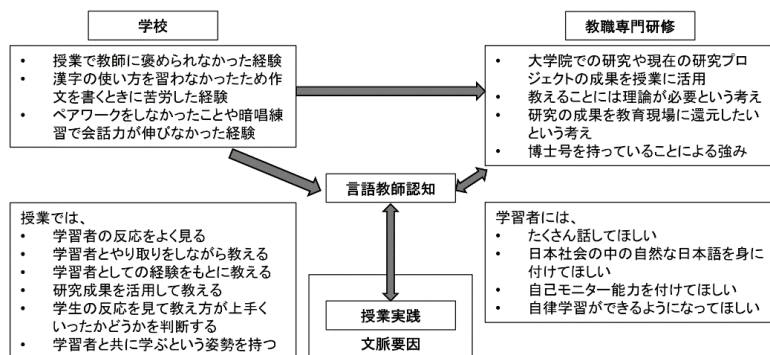 学校
・ 授業で教師に褒められなかった経験
・ 漢字の使い方を習わなかったため作
文を書くときに苦労した経験
・ ペアワークをしなかったことや暗唱練
習で会話力が伸びなかった経験
教職専門研修
・ 大学院での研究や現在の研究プロ
ジェクトの成果を授業に活用
・ 教えることには理論が必要という考え
・ 研究の成果を教育現場に還元したい
という考え
・ 博士号を持っていることによる強み
言語教師認知
授業では、
・ 学習者の反応をよく見る
・ 学習者とやり取りをしながら教える
・ 学習者としての経験をもとに教える
・ 研究成果を活用して教える
・ 学生の反応を見て教え方が上手く
いったかどうかを判断する
・ 学習者と共に学ぶという姿勢を持つ
授業実践
文脈要因
学習者には、
・ たくさん話してほしい
・ 日本社会の中の自然な日本語を身に
付けてほしい
・ 自己モニター能力を付けてほしい
・ 自律学習ができるようになってほしい